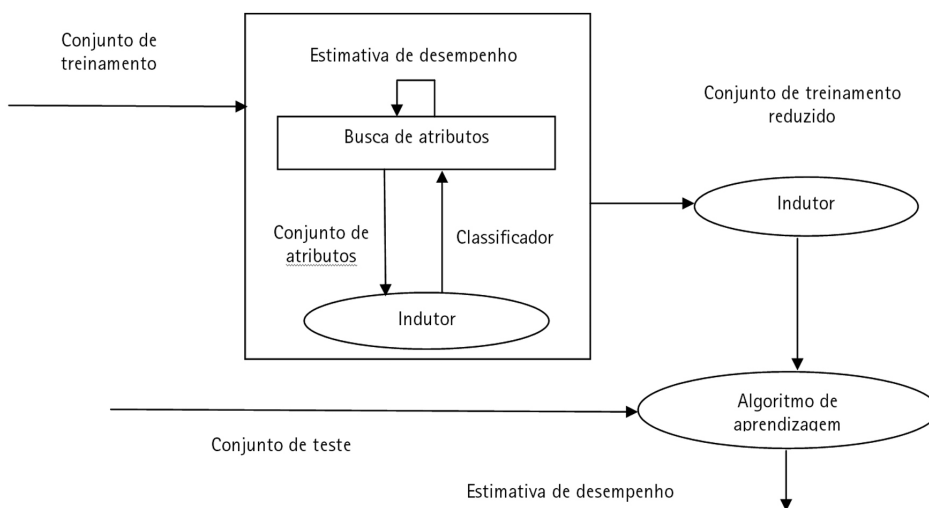 Conjunto de
treinamento
Estimativa de desempenho
Busca de atributos
Conjunto de
atributos
Classificador
Indutor
Conjunto de treinamento
reduzido
Indutor
Algoritmo de
aprendizagem
Conjunto de teste
Estimativa de desempenho